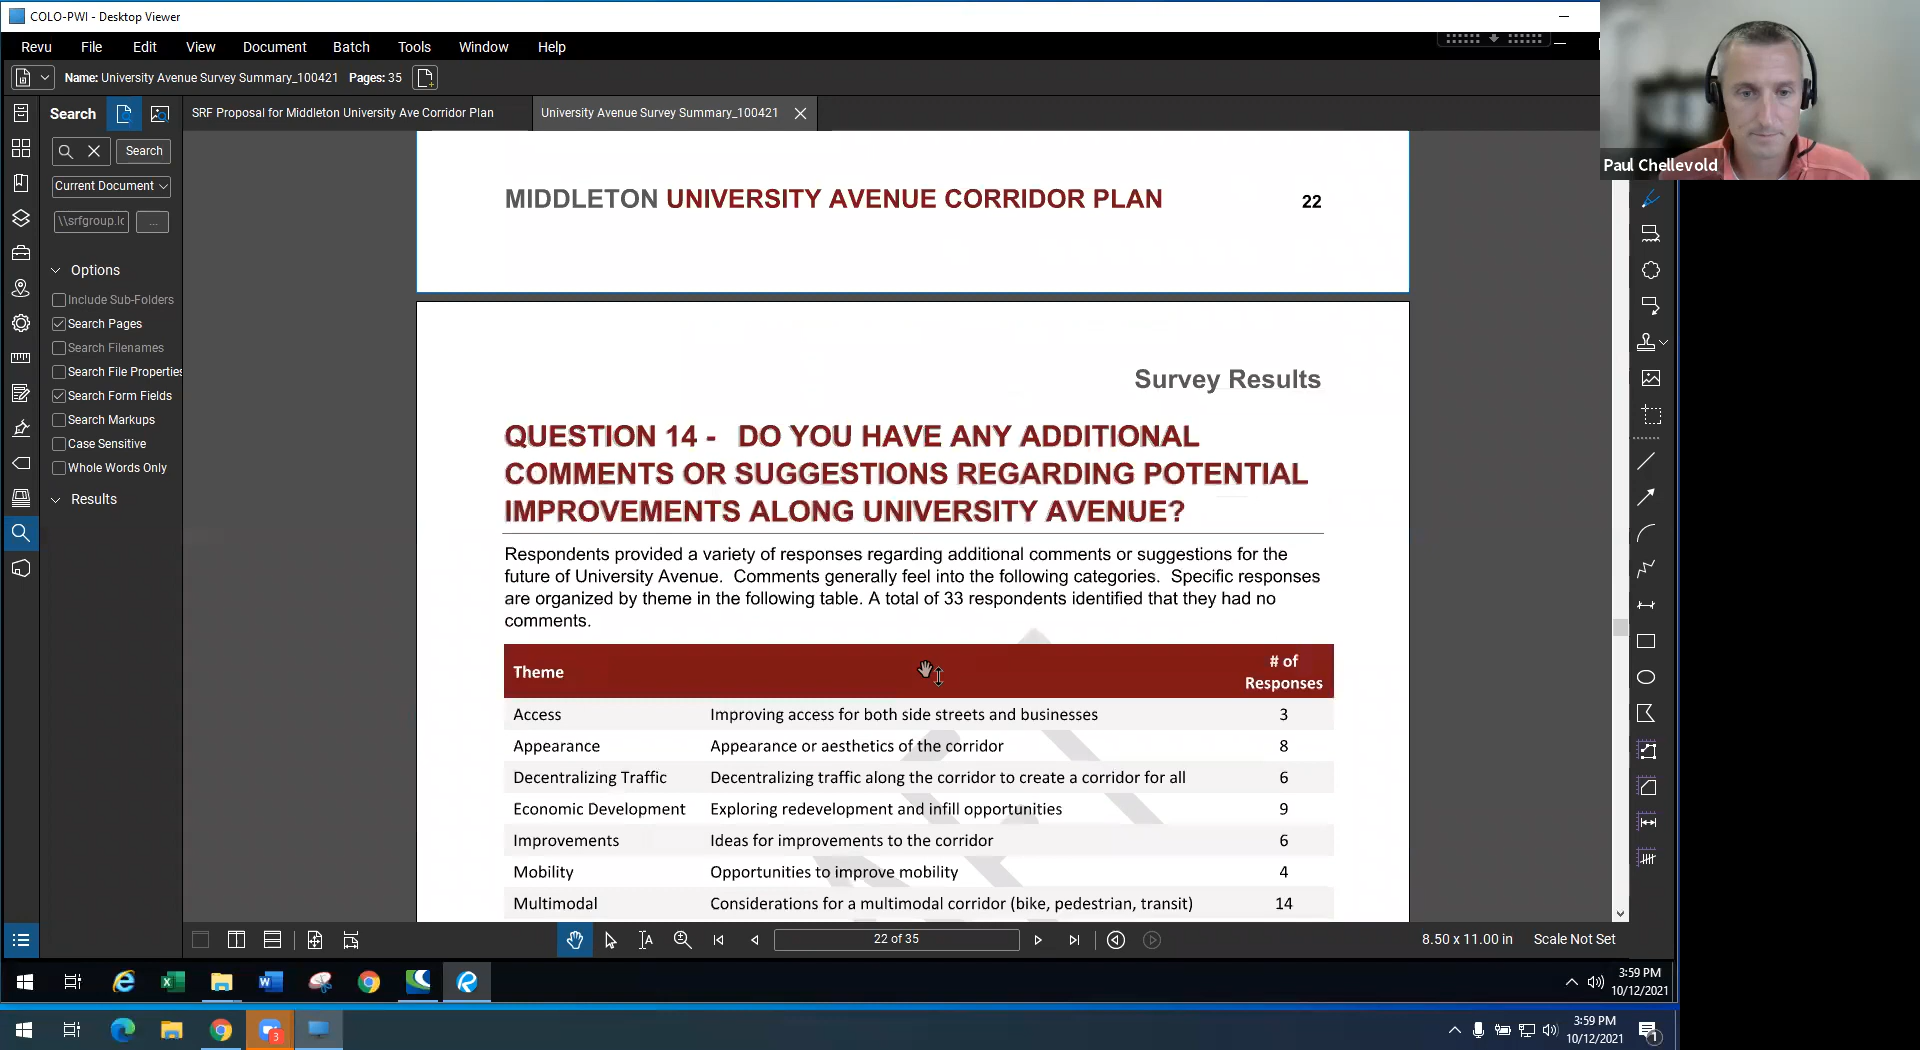 COLO-PWI - Desktop Viewer
Revu File Edit View Document Batch Tools Window Help
Name: University Avenue Survey Summary_100421 Pages: 35
Search
SRF Proposal for Middleton University Ave Corridor Plan
University Avenue Survey Summary_100421
Paul Chellevold
Search
Current Document
\\srfgroup.lc
...
Options
Include Sub-Folders
Search Pages
Search Filenames
Search File Properties
Search Form Fields
Search Markups
Case Sensitive
Whole Words Only
Results
MIDDLETON UNIVERSITY AVENUE CORRIDOR PLAN 22
Survey Results
QUESTION 14 - DO YOU HAVE ANY ADDITIONAL
COMMENTS OR SUGGESTIONS REGARDING POTENTIAL
IMPROVEMENTS ALONG UNIVERSITY AVENUE?
Respondents provided a variety of responses regarding additional comments or suggestions for the
future of University Avenue. Comments generally feel into the following categories. Specific responses
are organized by theme in the following table. A total of 33 respondents identified that they had no
comments.
Theme # of
Responses
Access Improving access for both side streets and businesses 3
Appearance Appearance or aesthetics of the corridor 8
Decentralizing Traffic Decentralizing traffic along the corridor to create a corridor for all 6
Economic Development Exploring redevelopment and infill opportunities 9
Improvements Ideas for improvements to the corridor 6
Mobility Opportunities to improve mobility 4
Multimodal Considerations for a multimodal corridor (bike, pedestrian, transit) 14
22 of 35
8.50 x 11.00 in Scale Not Set
3:59 PM
10/12/2021
3:59 PM
10/12/2021